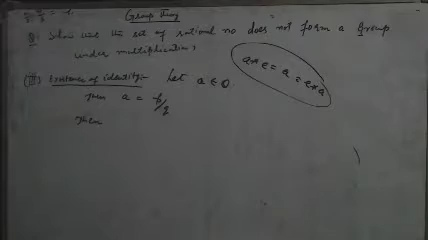 Group Theory
Q. Show that the set of rational no does not form a Group
under multiplication?
(iii) Existence of identity:- Let a ∈ Q
a*e = a = e*a
Then a = p/q
Then